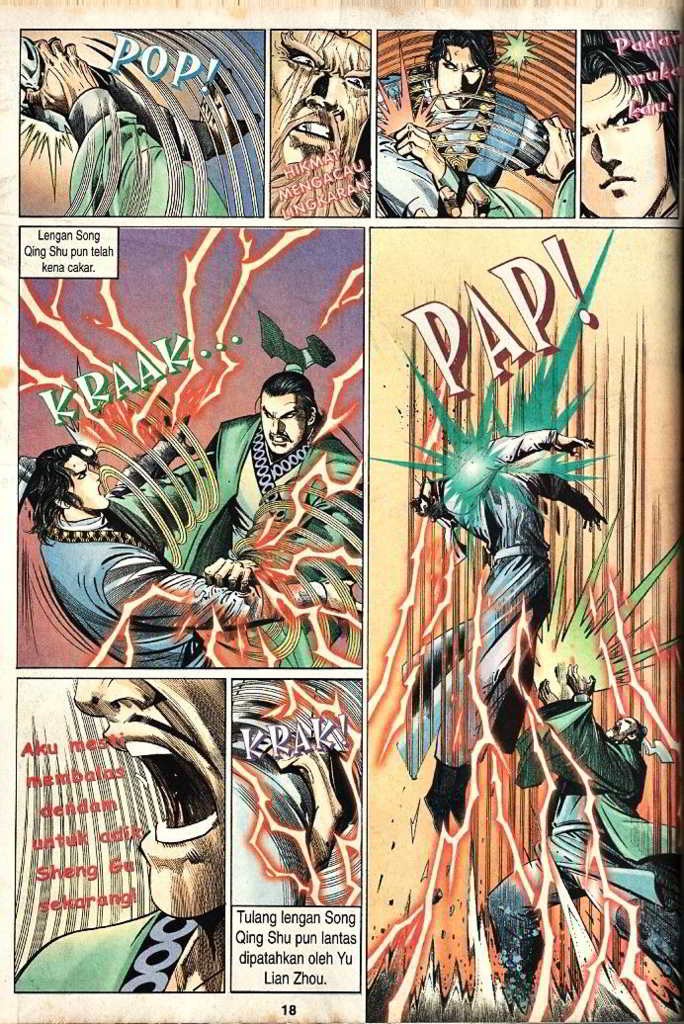 POP!
HIKMAT
MENGACAU
LINGKARAN
Padan
muka
kau!
Lengan Song
Qing Shu pun telah
kena cakar.
KRAAK...
PAP!
Aku mesti
membalas
dendam
untuk adik
Sheng Gu
sekarang!
K-RAK!
Tulang lengan Song
Qing Shu pun lantas
dipatahkan oleh Yu
Lian Zhou.
18